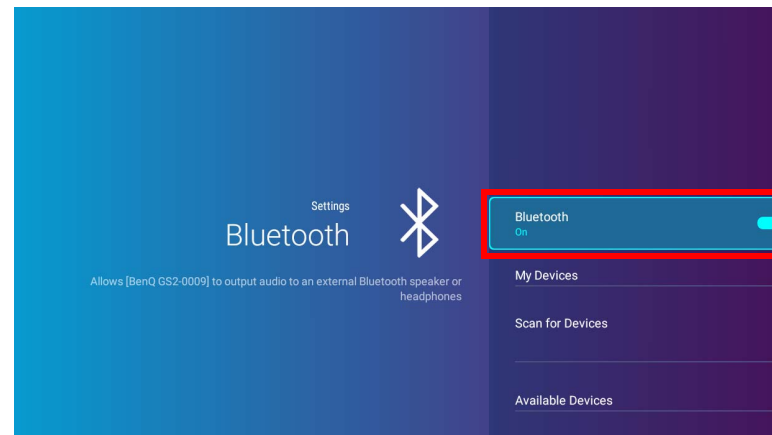 Settings
Bluetooth
Allows [BenQ GS2-0009] to output audio to an external Bluetooth speaker or
headphones
Bluetooth
On
My Devices
Scan for Devices
Available Devices